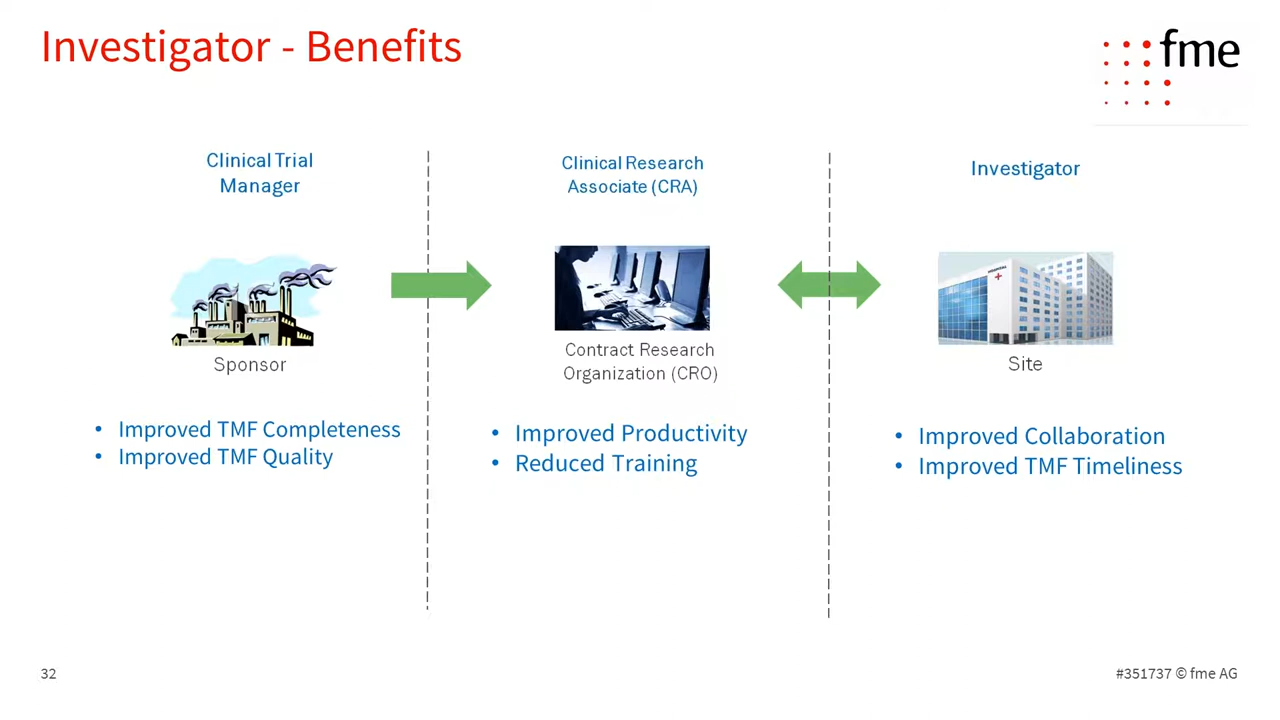 Investigator - Benefits
fme
Clinical Trial
Manager
Clinical Research
Associate (CRA)
Investigator
HOSPITAL
Sponsor
Contract Research
Organization (CRO)
Site
• Improved TMF Completeness
• Improved TMF Quality
• Improved Productivity
• Reduced Training
• Improved Collaboration
• Improved TMF Timeliness
32
#351737 © fme AG